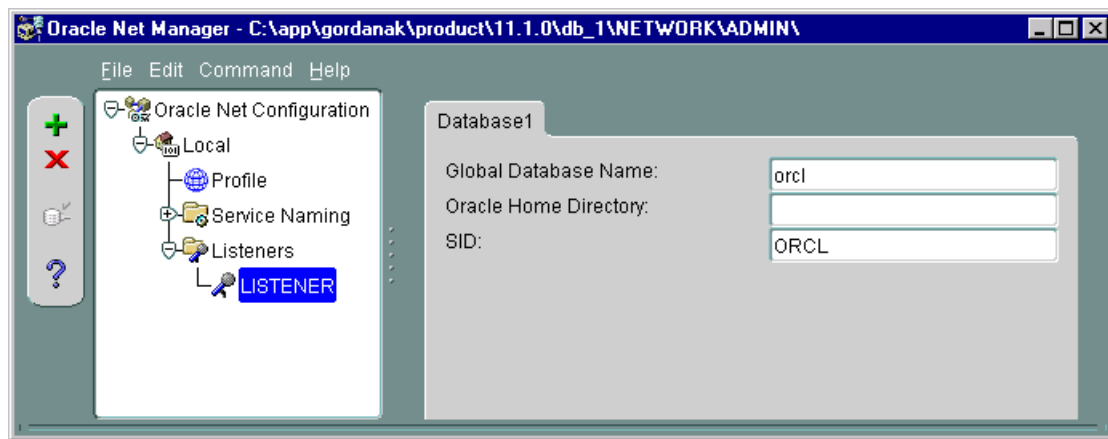 Oracle Net Manager - C:\app\gordanak\product\11.1.0\db_1\NETWORK\ADMIN\
File Edit Command Help
Oracle Net Configuration
Local
Profile
Service Naming
Listeners
LISTENER
Database1
Global Database Name:
orcl
Oracle Home Directory:
SID:
ORCL